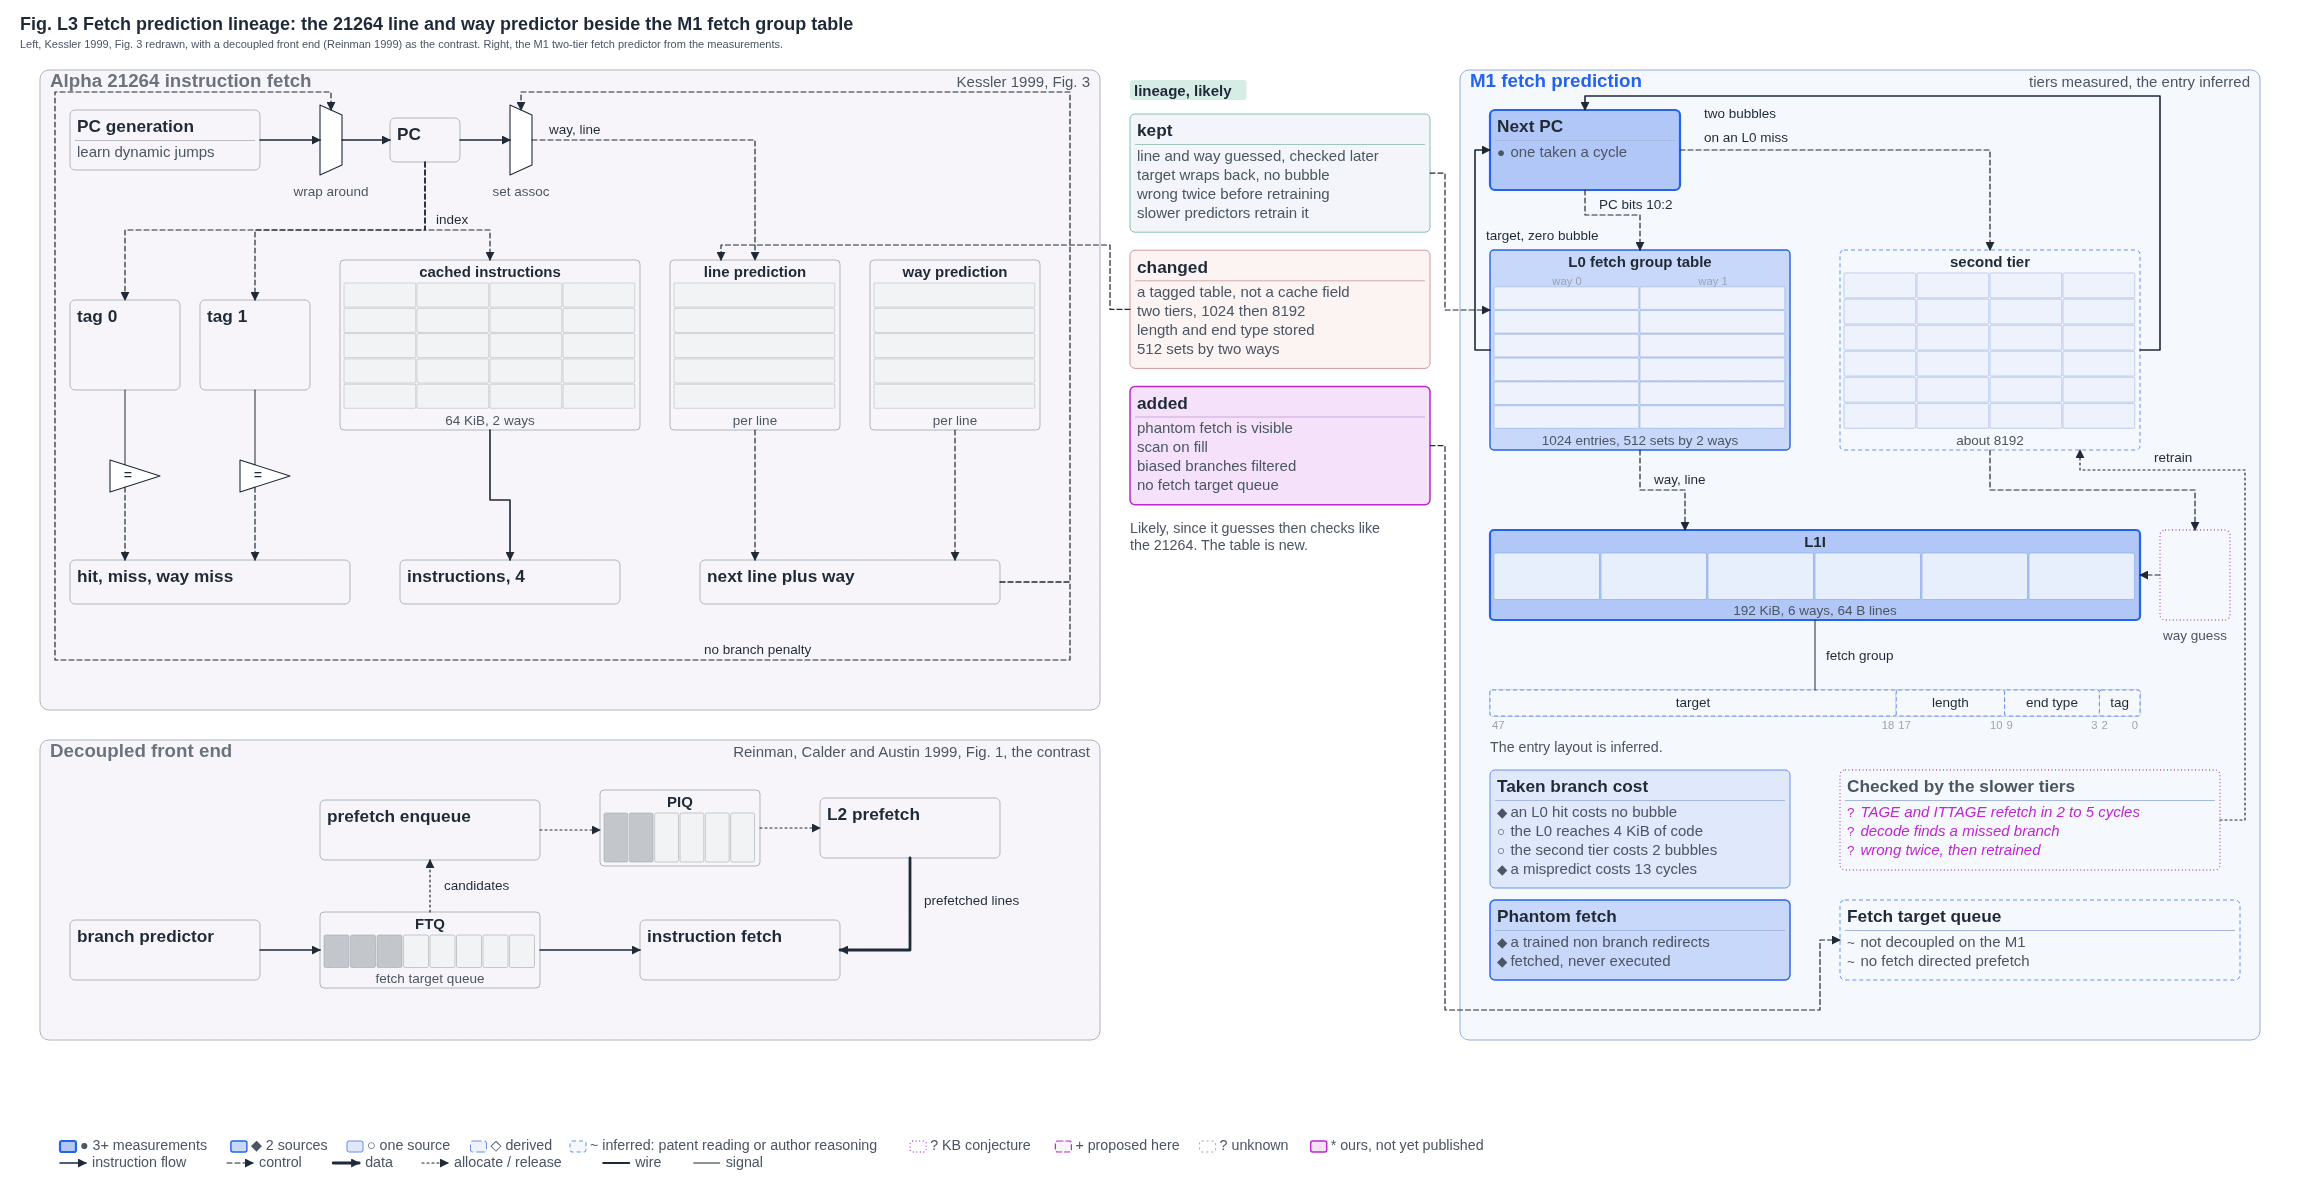 Fig. L3 Fetch prediction lineage: the 21264 line and way predictor beside the M1 fetch group table
Left, Kessler 1999, Fig. 3 redrawn, with a decoupled front end (Reinman 1999) as the contrast. Right, the M1 two-tier fetch predictor from the measurements.
Alpha 21264 instruction fetch
Kessler 1999, Fig. 3
PC generation
learn dynamic jumps
wrap around
PC
set assoc
way, line
index
tag 0
tag 1
cached instructions
64 KiB, 2 ways
line prediction
per line
way prediction
per line
=
=
hit, miss, way miss
instructions, 4
next line plus way
no branch penalty
Decoupled front end
Reinman, Calder and Austin 1999, Fig. 1, the contrast
prefetch enqueue
PIQ
L2 prefetch
candidates
prefetched lines
branch predictor
FTQ
fetch target queue
instruction fetch
lineage, likely
kept
line and way guessed, checked later
target wraps back, no bubble
wrong twice before retraining
slower predictors retrain it
changed
a tagged table, not a cache field
two tiers, 1024 then 8192
length and end type stored
512 sets by two ways
added
phantom fetch is visible
scan on fill
biased branches filtered
no fetch target queue
Likely, since it guesses then checks like
the 21264. The table is new.
M1 fetch prediction
tiers measured, the entry inferred
Next PC
● one taken a cycle
two bubbles
on an L0 miss
PC bits 10:2
target, zero bubble
L0 fetch group table
way 0
way 1
1024 entries, 512 sets by 2 ways
second tier
about 8192
retrain
way, line
L1I
192 KiB, 6 ways, 64 B lines
way guess
fetch group
target
length
end type
tag
47
18 17
10 9
3 2
0
The entry layout is inferred.
Taken branch cost
◆ an L0 hit costs no bubble
○ the L0 reaches 4 KiB of code
○ the second tier costs 2 bubbles
◆ a mispredict costs 13 cycles
Checked by the slower tiers
? TAGE and ITTAGE refetch in 2 to 5 cycles
? decode finds a missed branch
? wrong twice, then retrained
Phantom fetch
◆ a trained non branch redirects
◆ fetched, never executed
Fetch target queue
~ not decoupled on the M1
~ no fetch directed prefetch
● 3+ measurements
◆ 2 sources
○ one source
◇ derived
~ inferred: patent reading or author reasoning
? KB conjecture
+ proposed here
? unknown
* ours, not yet published
instruction flow
control
data
allocate / release
wire
signal